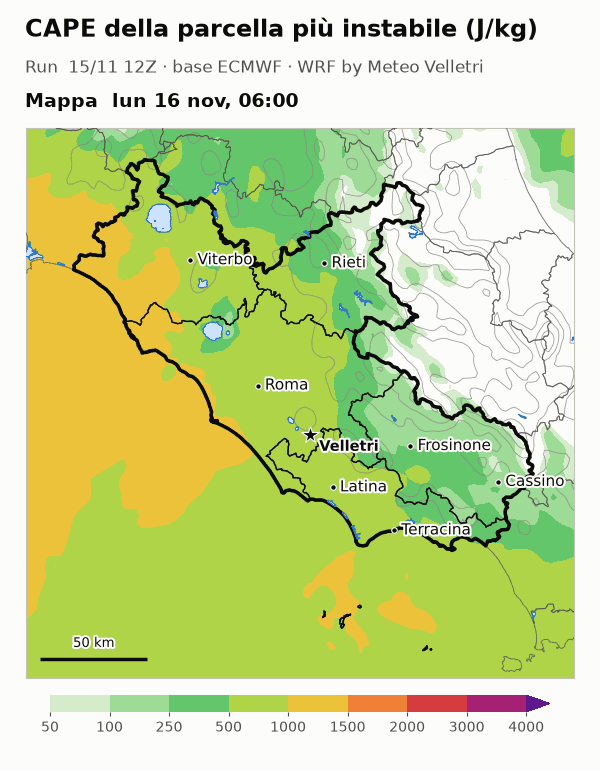 CAPE della parcella più instabile (J/kg)
Run  15/11 12Z · base ECMWF · WRF by Meteo Velletri
Mappa  lun 16 nov, 06:00
Viterbo
Rieti
Roma
Velletri
Frosinone
Cassino
Latina
Terracina
50 km
50 100 250 500 1000 1500 2000 3000 4000